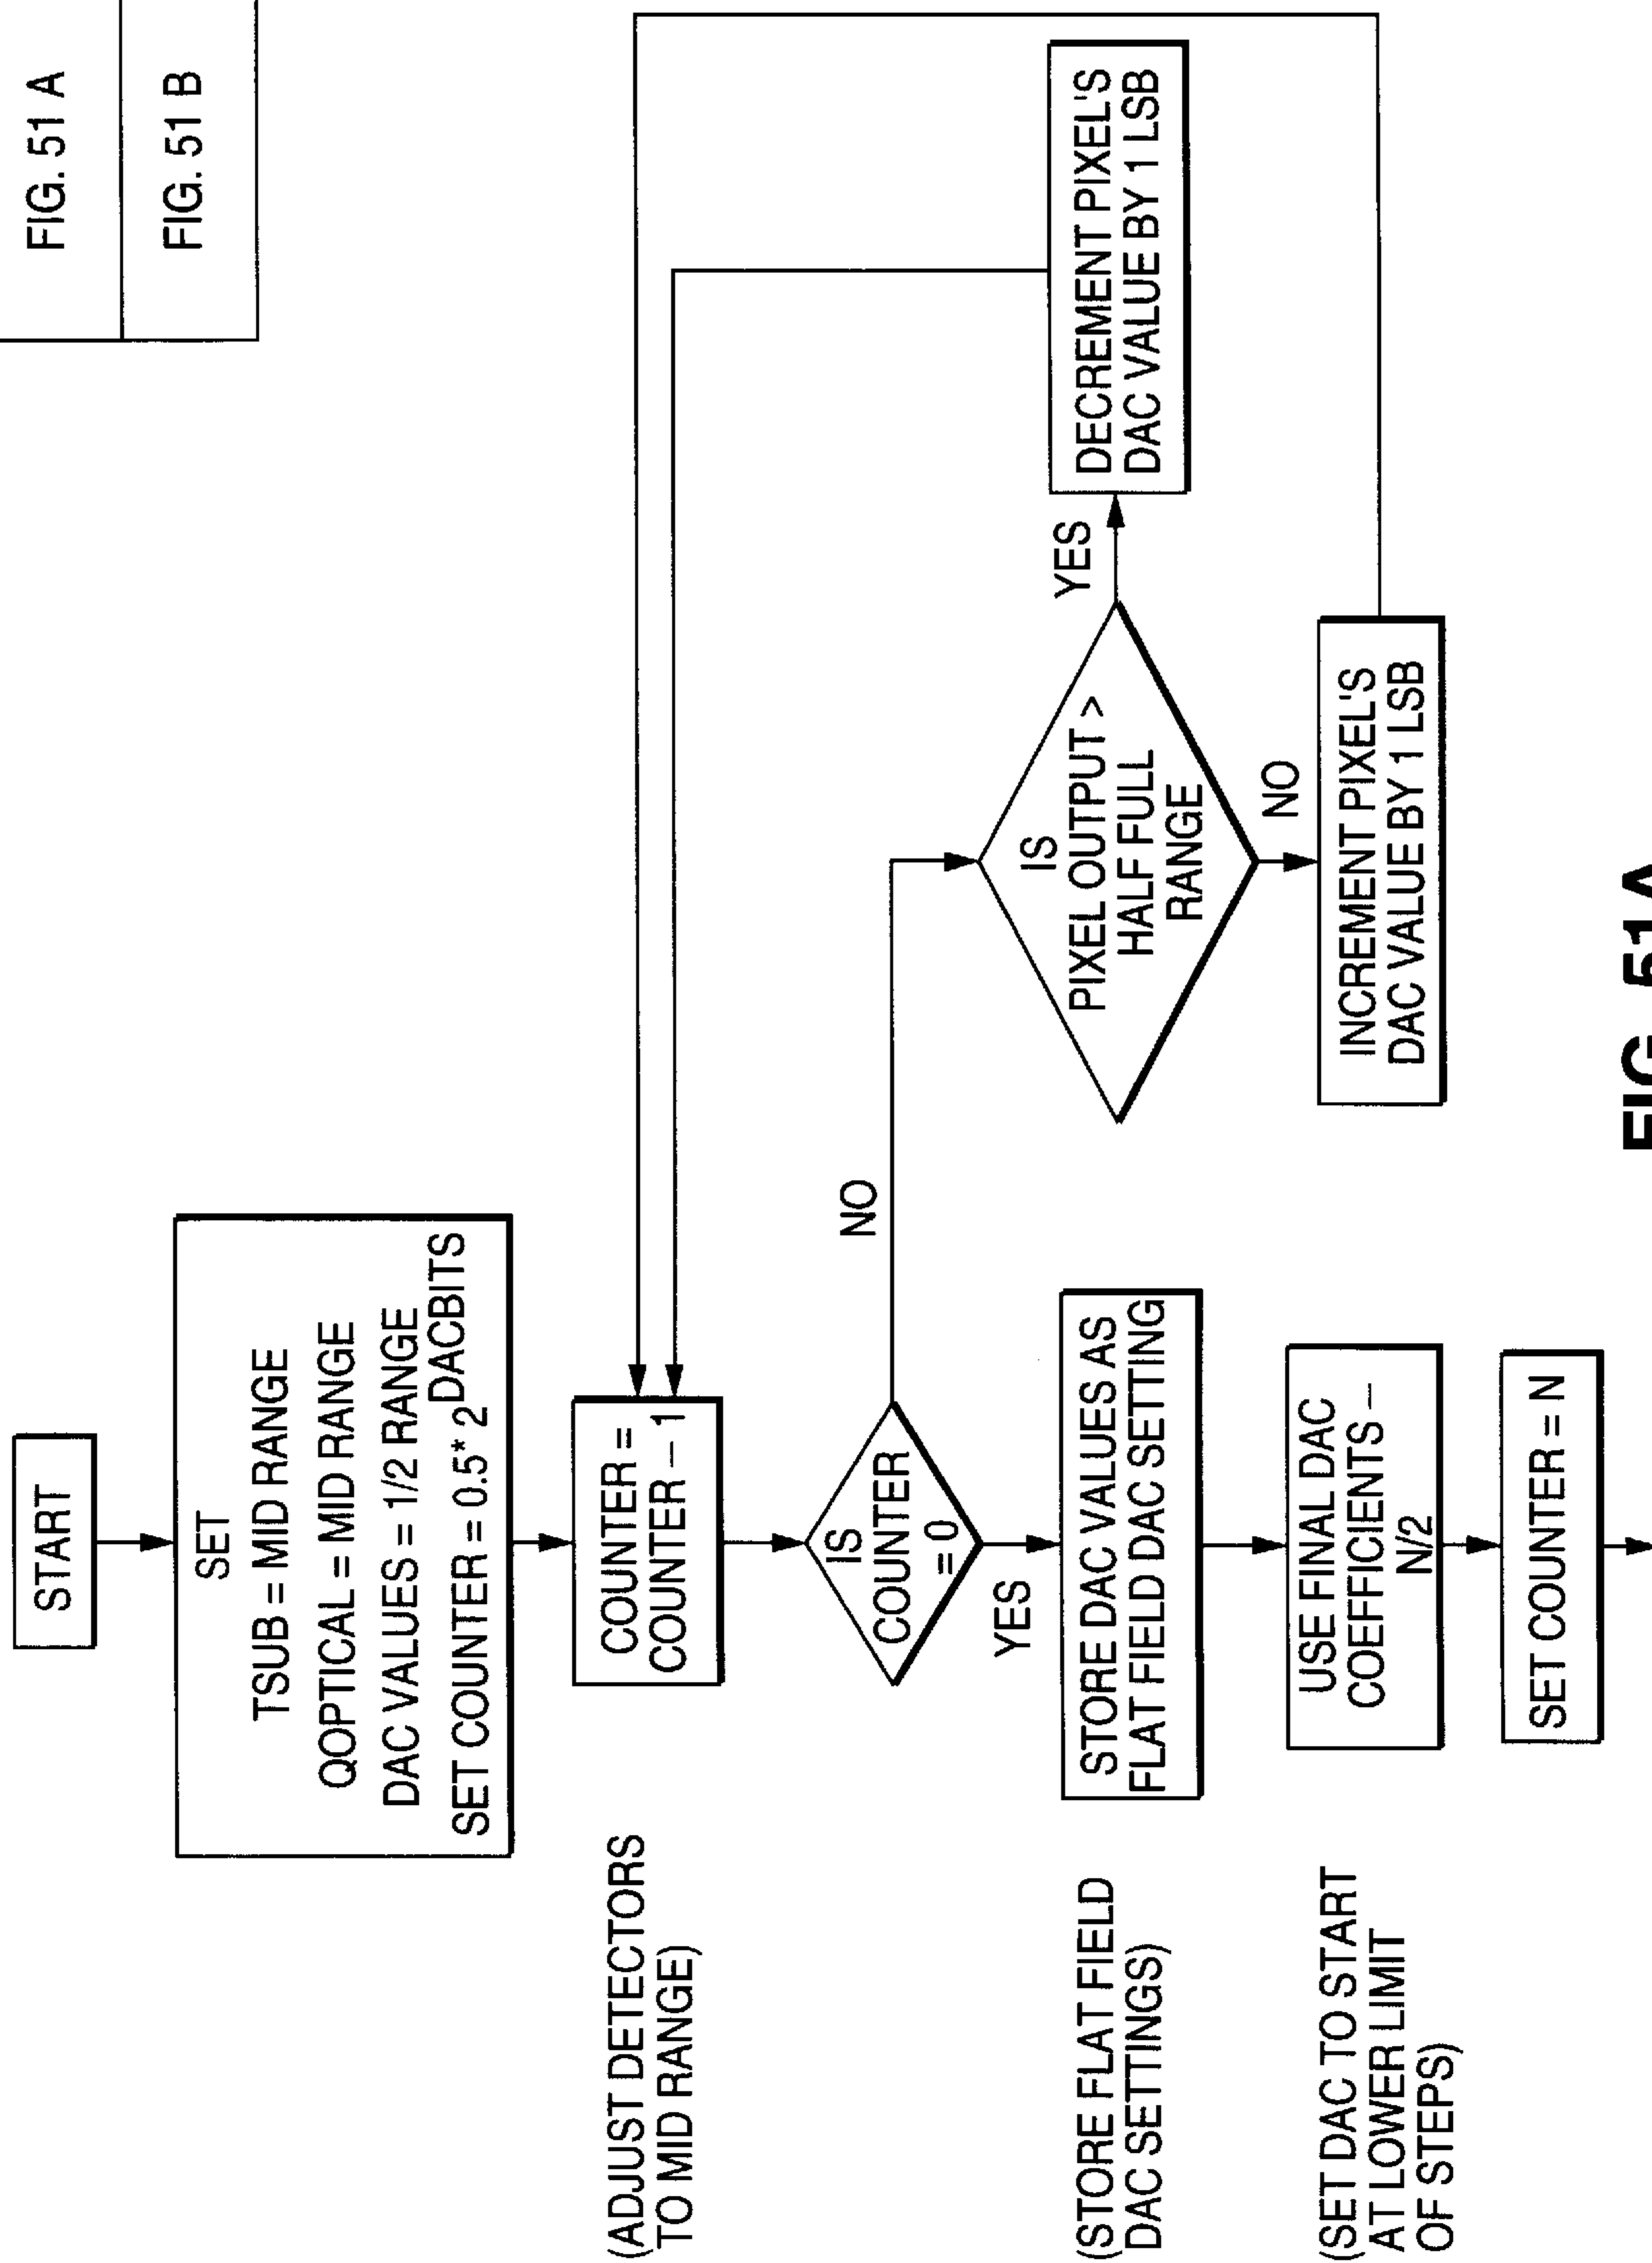 FIG. 51 A
FIG. 51 B
START
SET
TSUB = MID RANGE
QOPTICAL = MID RANGE
DAC VALUES = 1/2 RANGE
SET COUNTER = 0.5* 2 DACBITS
(ADJUST DETECTORS
TO MID RANGE)
COUNTER =
COUNTER – 1
IS
COUNTER
= 0
NO
YES
IS
PIXEL OUTPUT >
HALF FULL
RANGE
YES
DECREMENT PIXEL'S
DAC VALUE BY 1 LSB
NO
INCREMENT PIXEL'S
DAC VALUE BY 1 LSB
(STORE FLAT FIELD
DAC SETTINGS)
STORE DAC VALUES AS
FLAT FIELD DAC SETTING
(SET DAC TO START
AT LOWER LIMIT
OF STEPS)
USE FINAL DAC
COEFFICIENTS –
N/2
SET COUNTER = N
FIG. 51A